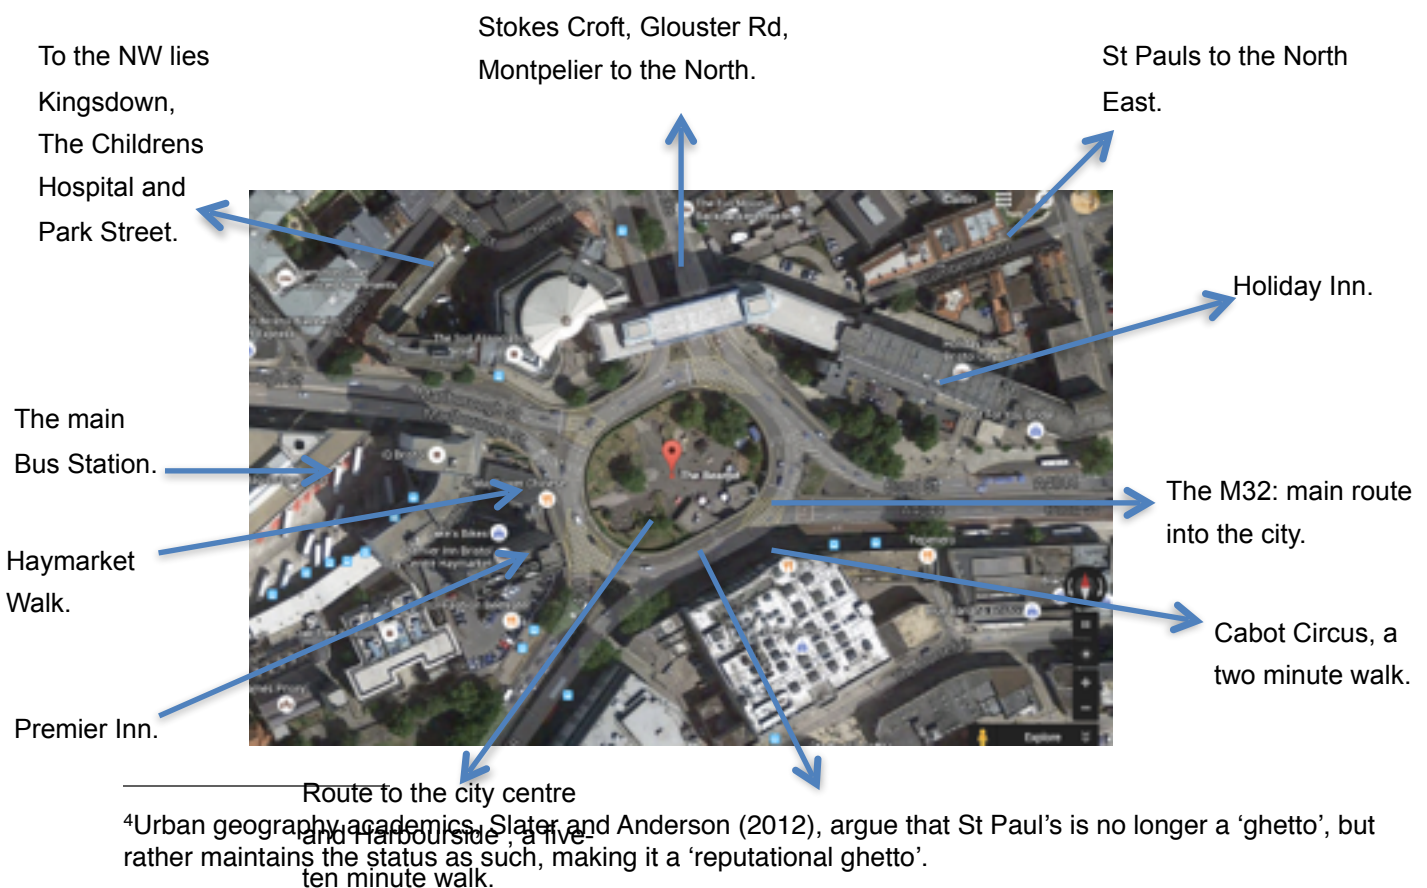 Stokes Croft, Glouster Rd,
Montpelier to the North.
To the NW lies
Kingsdown,
The Childrens
Hospital and
Park Street.
St Pauls to the North
East.
Holiday Inn.
The main
Bus Station.
The M32: main route
into the city.
Haymarket
Walk.
Cabot Circus, a
two minute walk.
Premier Inn.
The Bearpit
Explore
Route to the city centre
and Harbourside , a five-
ten minute walk.
4Urban geography academics, Slater and Anderson (2012), argue that St Paul’s is no longer a ‘ghetto’, but
rather maintains the status as such, making it a ‘reputational ghetto’.